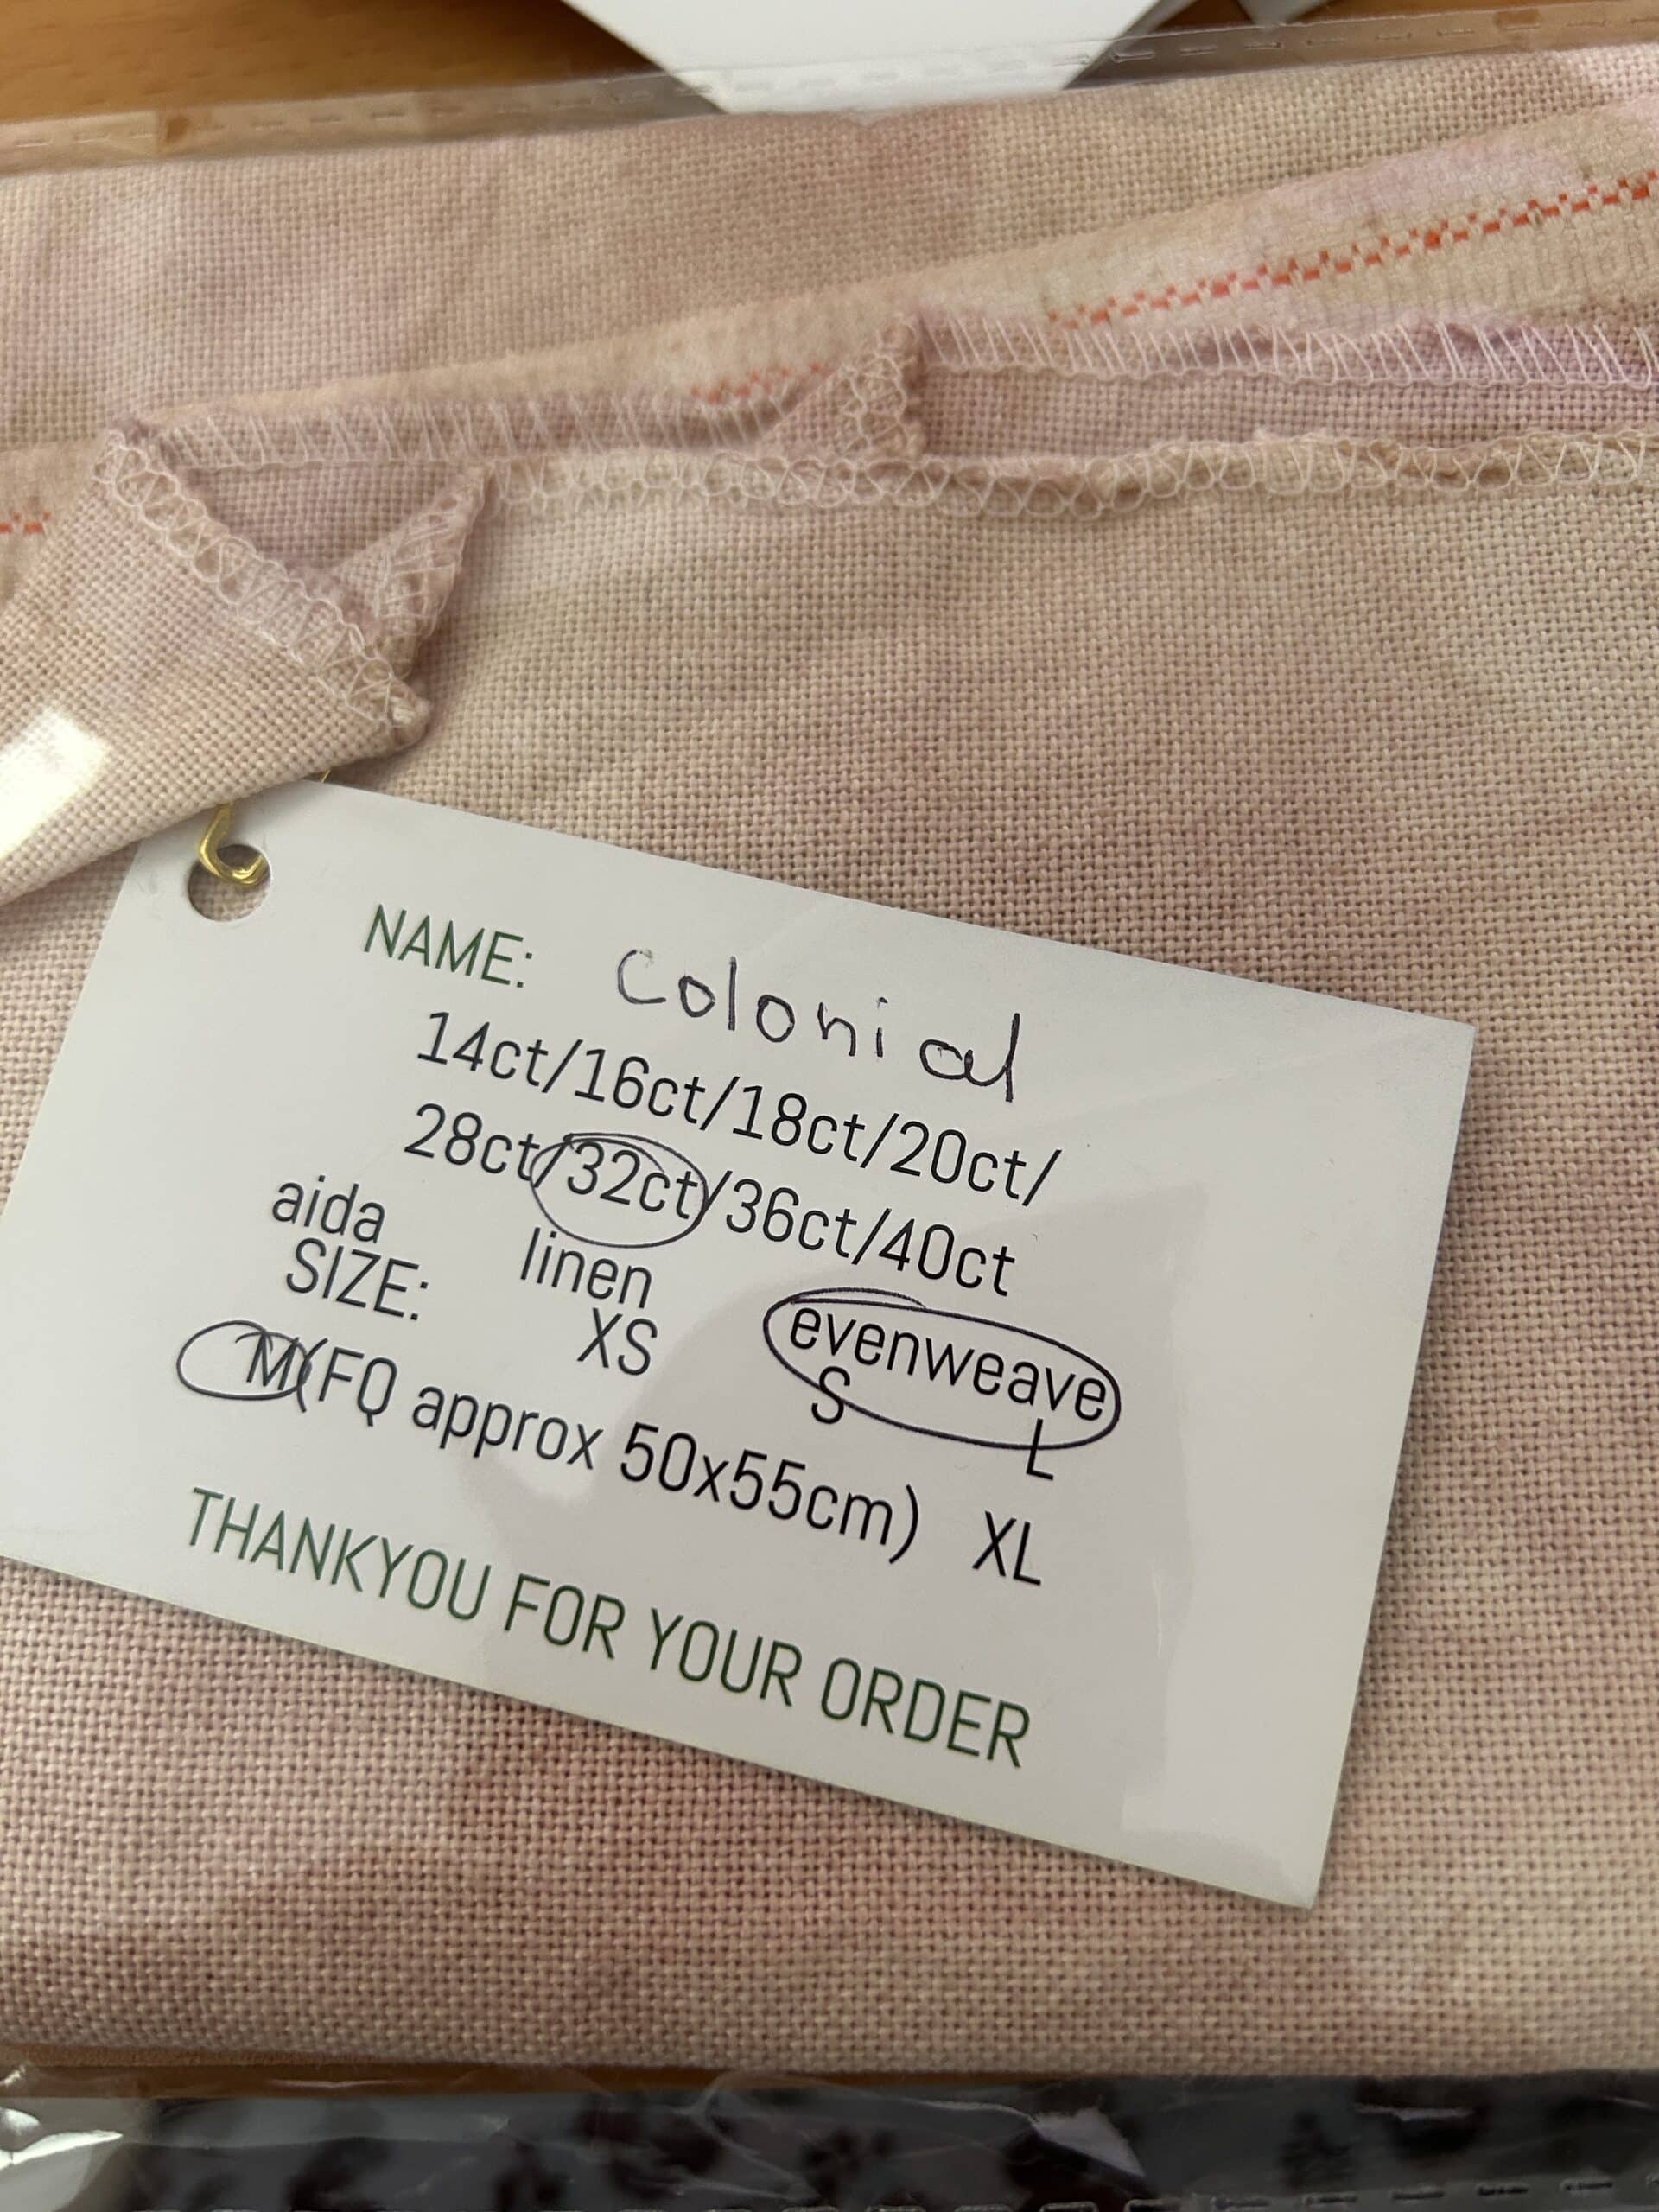 NAME: Colonial
14ct/16ct/18ct/20ct/
28ct/32ct/36ct/40ct
aida linen evenweave
SIZE: XS S L
M(FQ approx 50x55cm) XL
THANKYOU FOR YOUR ORDER